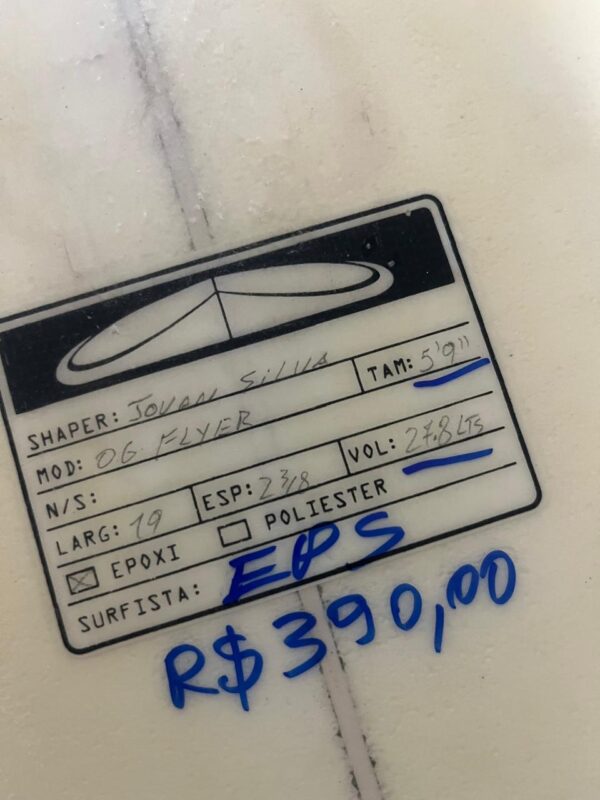 SHAPER: JOVAN SILVA TAM: 5'9"
MOD: OG FLYER
N/S: VOL: 27.8 LTS
LARG: 19 ESP: 2 3/8
☒ EPOXI ☐ POLIESTER
SURFISTA: EPS
R$390,00